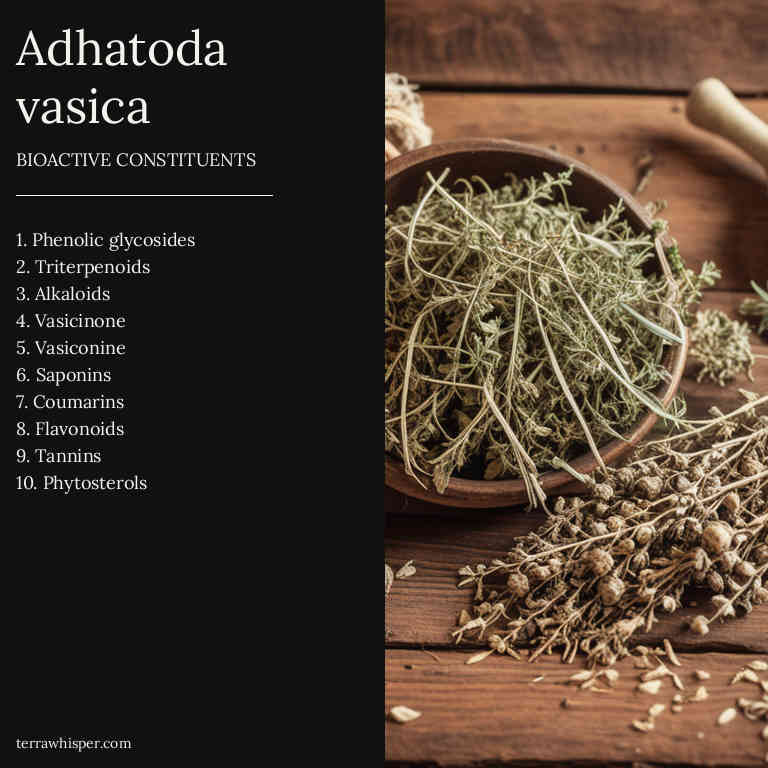 Adhatoda
vasica
BIOACTIVE CONSTITUENTS
1. Phenolic glycosides
2. Triterpenoids
3. Alkaloids
4. Vasicinone
5. Vasiconine
6. Saponins
7. Coumarins
8. Flavonoids
9. Tannins
10. Phytosterols
terrawhisper.com